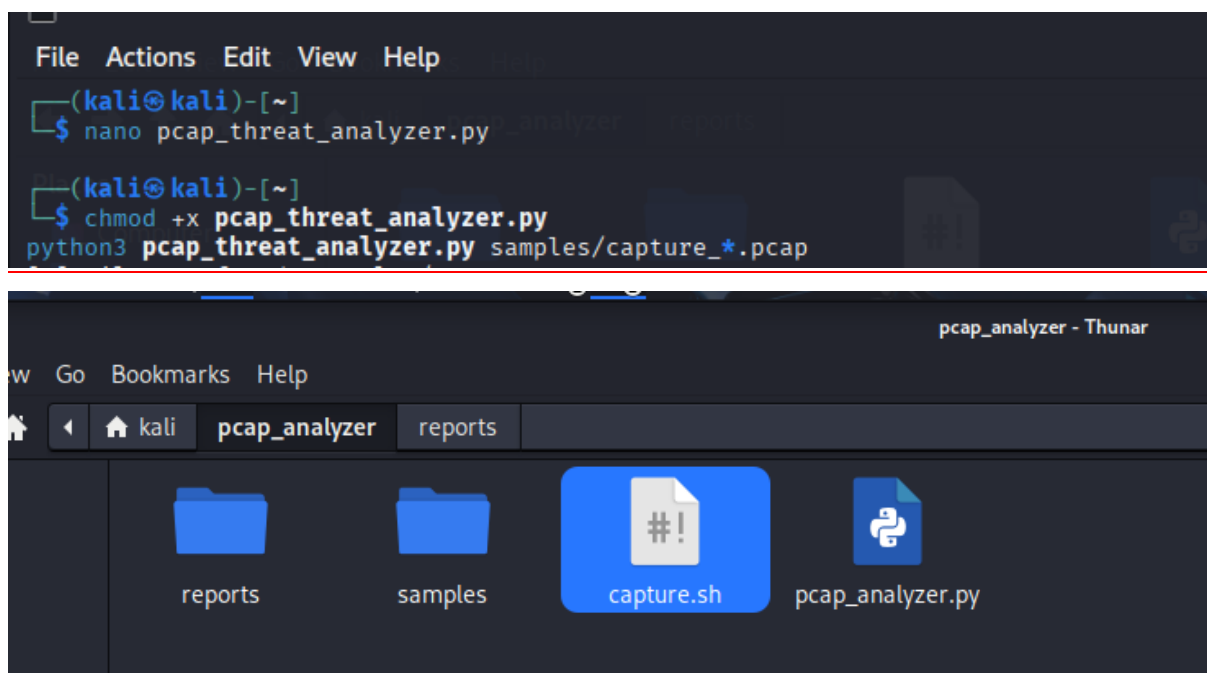 File Actions Edit View Help
┌──(kali㉿kali)-[~]
└─$ nano pcap_threat_analyzer.py
┌──(kali㉿kali)-[~]
└─$ chmod +x pcap_threat_analyzer.py
python3 pcap_threat_analyzer.py samples/capture_*.pcap
pcap_analyzer - Thunar
ew Go Bookmarks Help
kali pcap_analyzer reports
#!
reports samples capture.sh pcap_analyzer.py